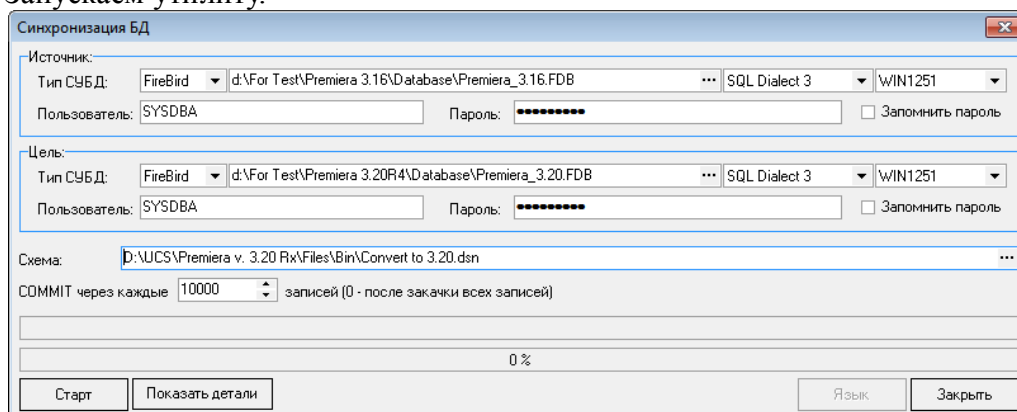 Запускаем утилиту.
Синхронизация БД
Источник:
Тип СУБД: FireBird d:\For Test\Premiera 3.16\Database\Premiera_3.16.FDB ... SQL Dialect 3 WIN1251
Пользователь: SYSDBA Пароль: ●●●●●●●●● Запомнить пароль
Цель:
Тип СУБД: FireBird d:\For Test\Premiera 3.20R4\Database\Premiera_3.20.FDB ... SQL Dialect 3 WIN1251
Пользователь: SYSDBA Пароль: ●●●●●●●●● Запомнить пароль
Схема: D:\UCS\Premiera v. 3.20 Rx\Files\Bin\Convert to 3.20.dsn ...
COMMIT через каждые 10000 записей (0 - после закачки всех записей)
0 %
Старт Показать детали Язык Закрыть